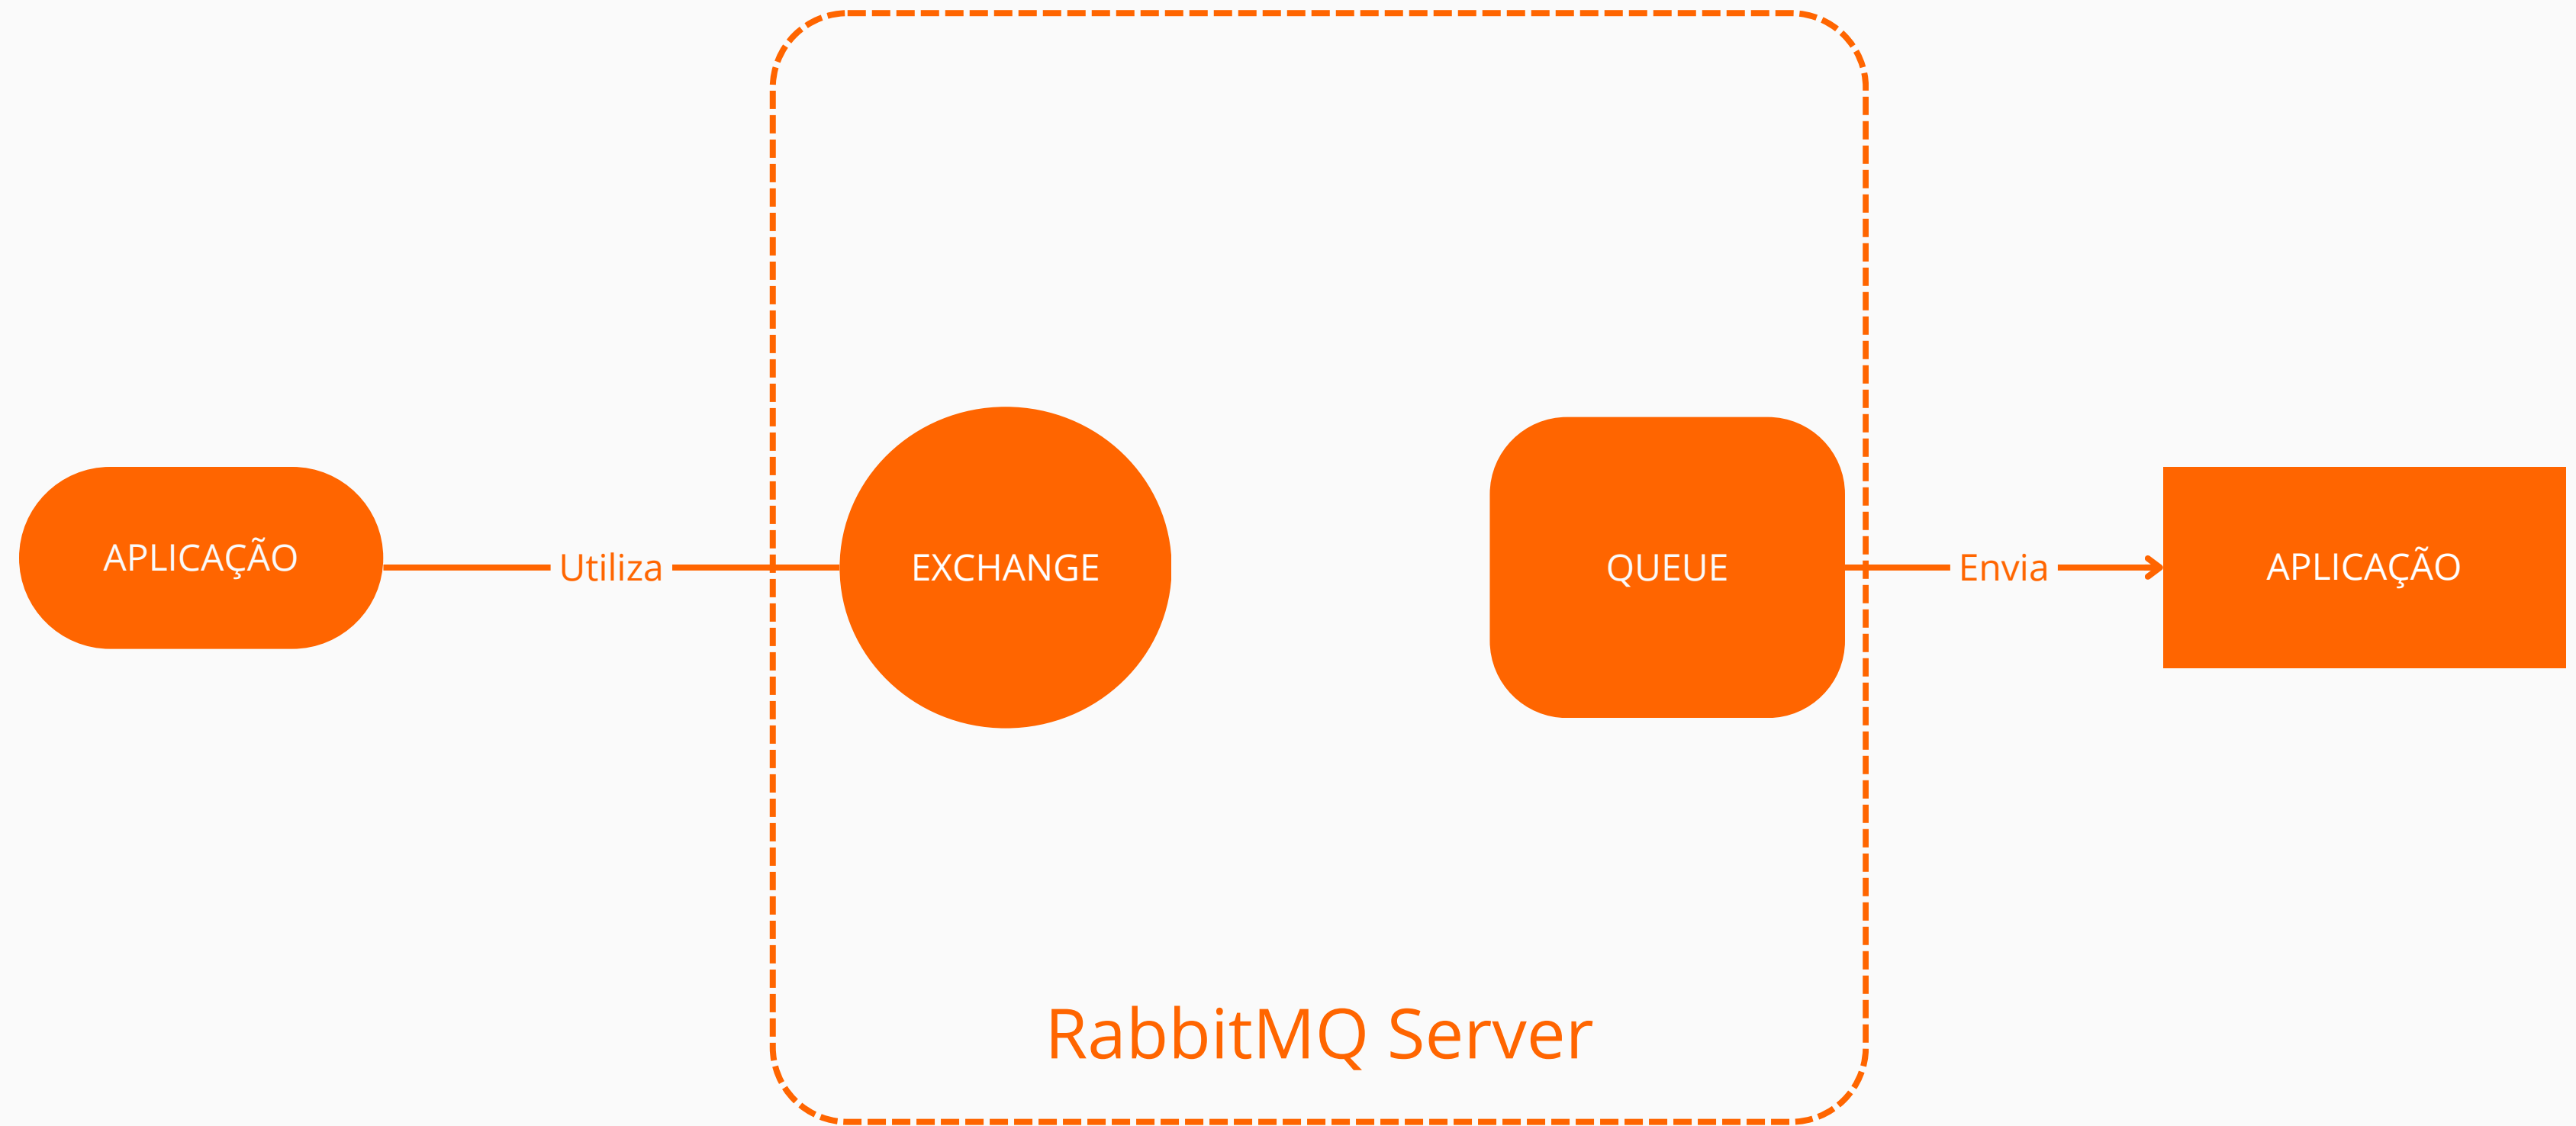 APLICAÇÃO
Utiliza
EXCHANGE
QUEUE
Envia
APLICAÇÃO
RabbitMQ Server